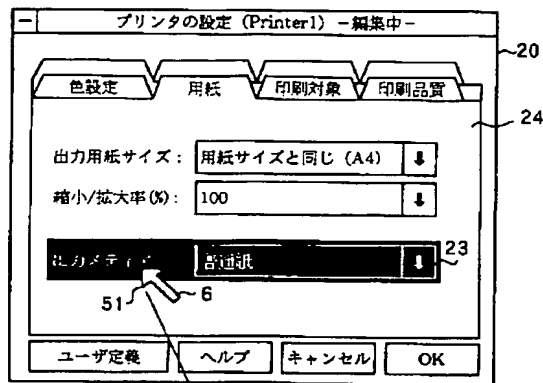 プリンタの設定 (Printer1) －編集中－
20
色設定 用紙 印刷対象 印刷品質
24
出力用紙サイズ： 用紙サイズと同じ (A4)
縮小/拡大率(%)： 100
出力メディア 普通紙
23
51 6
ユーザ定義 ヘルプ キャンセル OK